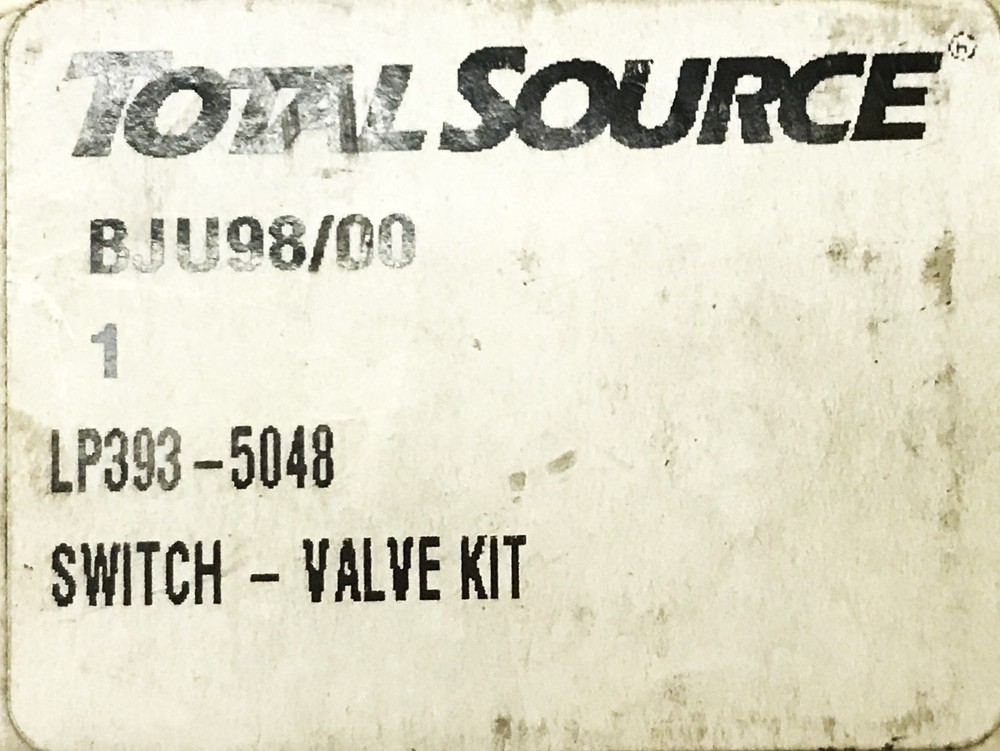 TOTAL SOURCE®
BJU98/00
1
LP393-5048
SWITCH - VALVE KIT